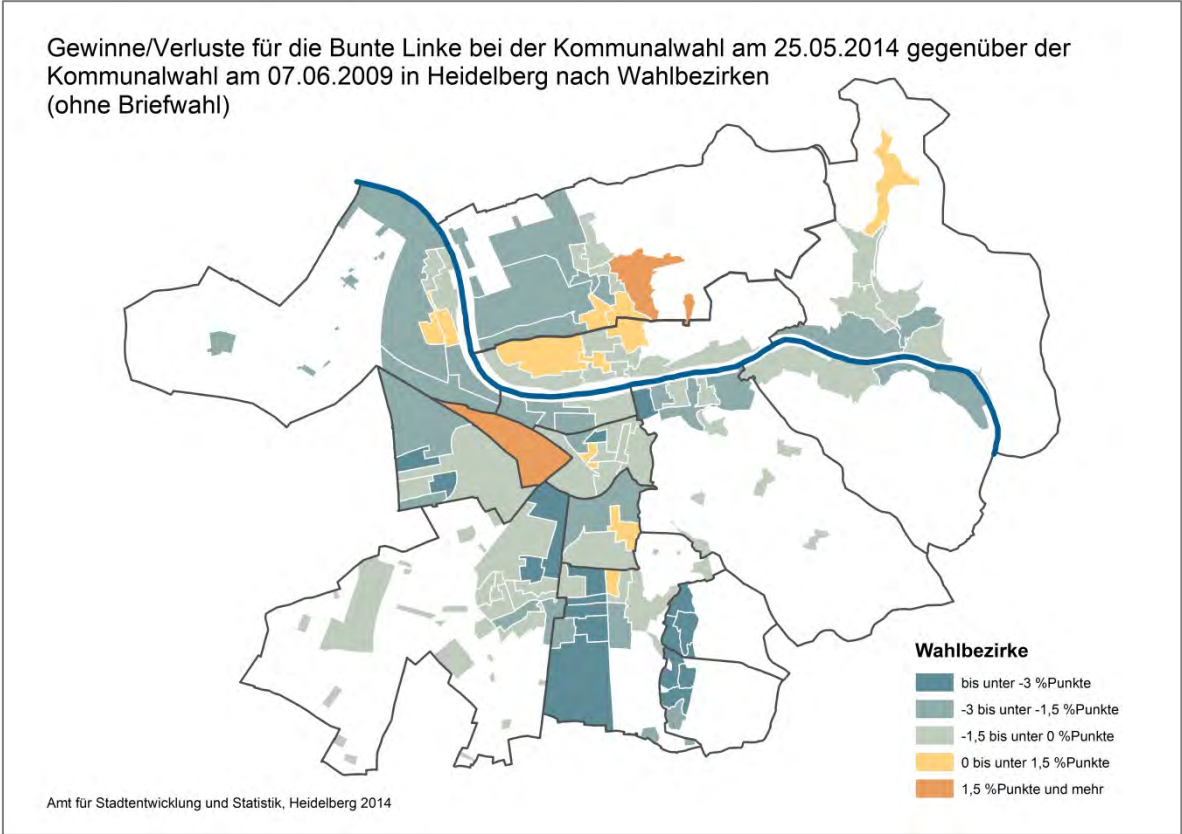 Gewinne/Verluste für die Bunte Linke bei der Kommunalwahl am 25.05.2014 gegenüber der
Kommunalwahl am 07.06.2009 in Heidelberg nach Wahlbezirken
(ohne Briefwahl)
Wahlbezirke
bis unter -3 %Punkte
-3 bis unter -1,5 %Punkte
-1,5 bis unter 0 %Punkte
0 bis unter 1,5 %Punkte
1,5 %Punkte und mehr
Amt für Stadtentwicklung und Statistik, Heidelberg 2014